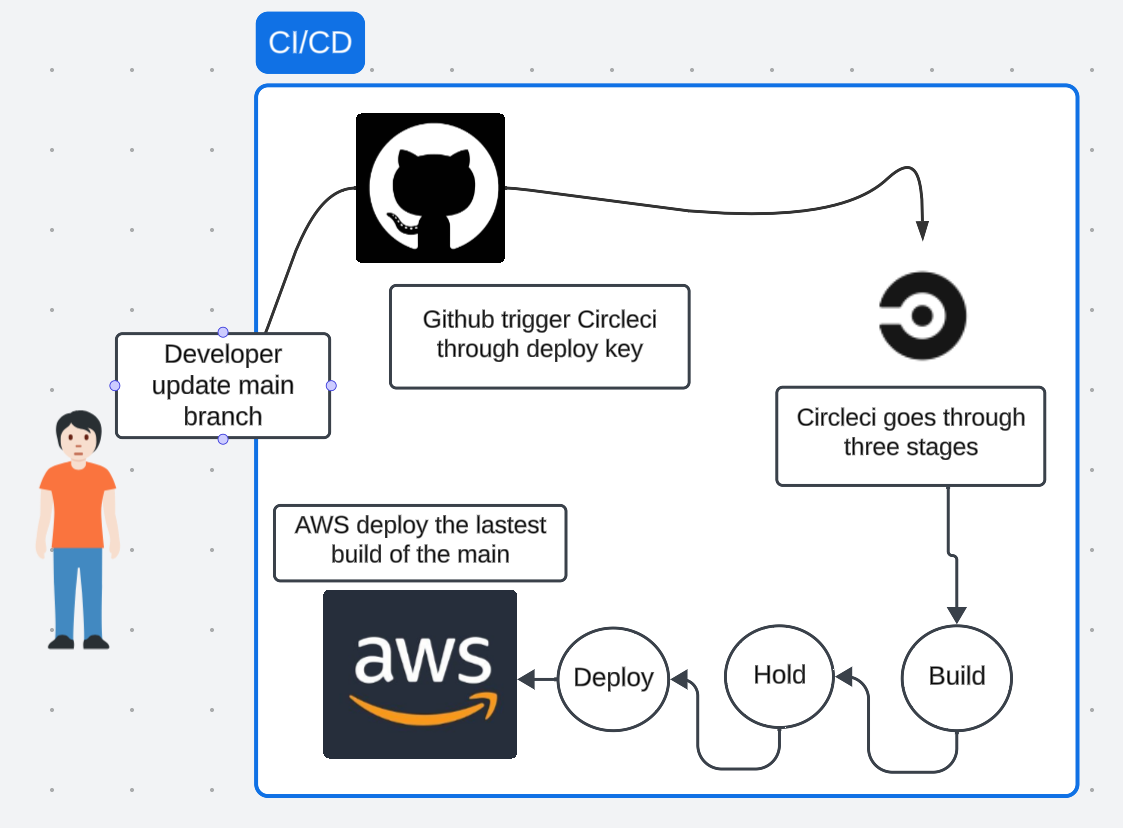 CI/CD
Github trigger Circleci
through deploy key
Developer
update main
branch
Circleci goes through
three stages
AWS deploy the lastest
build of the main
aws
Deploy
Hold
Build